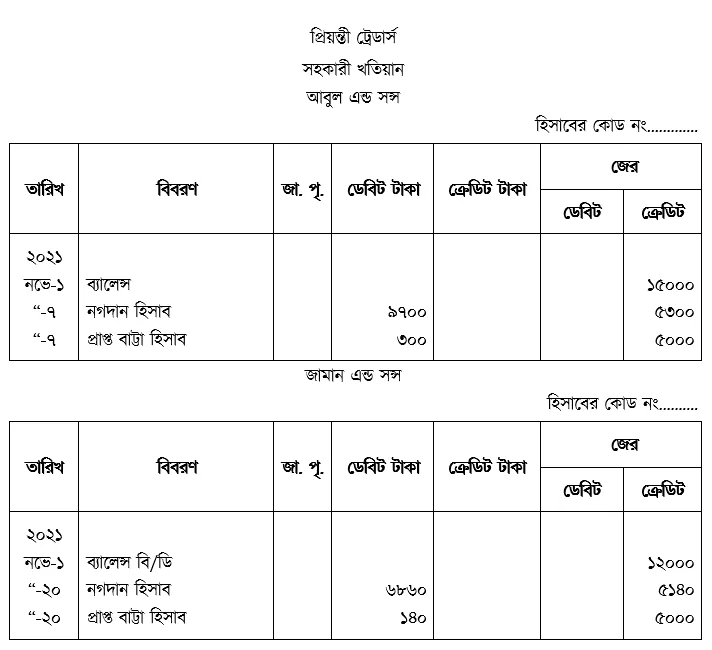 প্রিয়ন্তী ট্রেডার্স
সহকারী খতিয়ান
আবুল এন্ড সন্স
হিসাবের কোড নং.............
তারিখ বিবরণ জা. পৃ. ডেবিট টাকা ক্রেডিট টাকা জের
ডেবিট ক্রেডিট
২০২১
নভে-১ ব্যালেন্স ১৫০০০
“-৭ নগদান হিসাব ৯৭০০ ৫৩০০
“-৭ প্রাপ্ত বাট্টা হিসাব ৩০০ ৫০০০
জামান এন্ড সন্স
হিসাবের কোড নং..........
তারিখ বিবরণ জা. পৃ. ডেবিট টাকা ক্রেডিট টাকা জের
ডেবিট ক্রেডিট
২০২১
নভে-১ ব্যালেন্স বি/ডি ১২০০০
“-২০ নগদান হিসাব ৬৮৬০ ৫১৪০
“-২০ প্রাপ্ত বাট্টা হিসাব ১৪০ ৫০০০